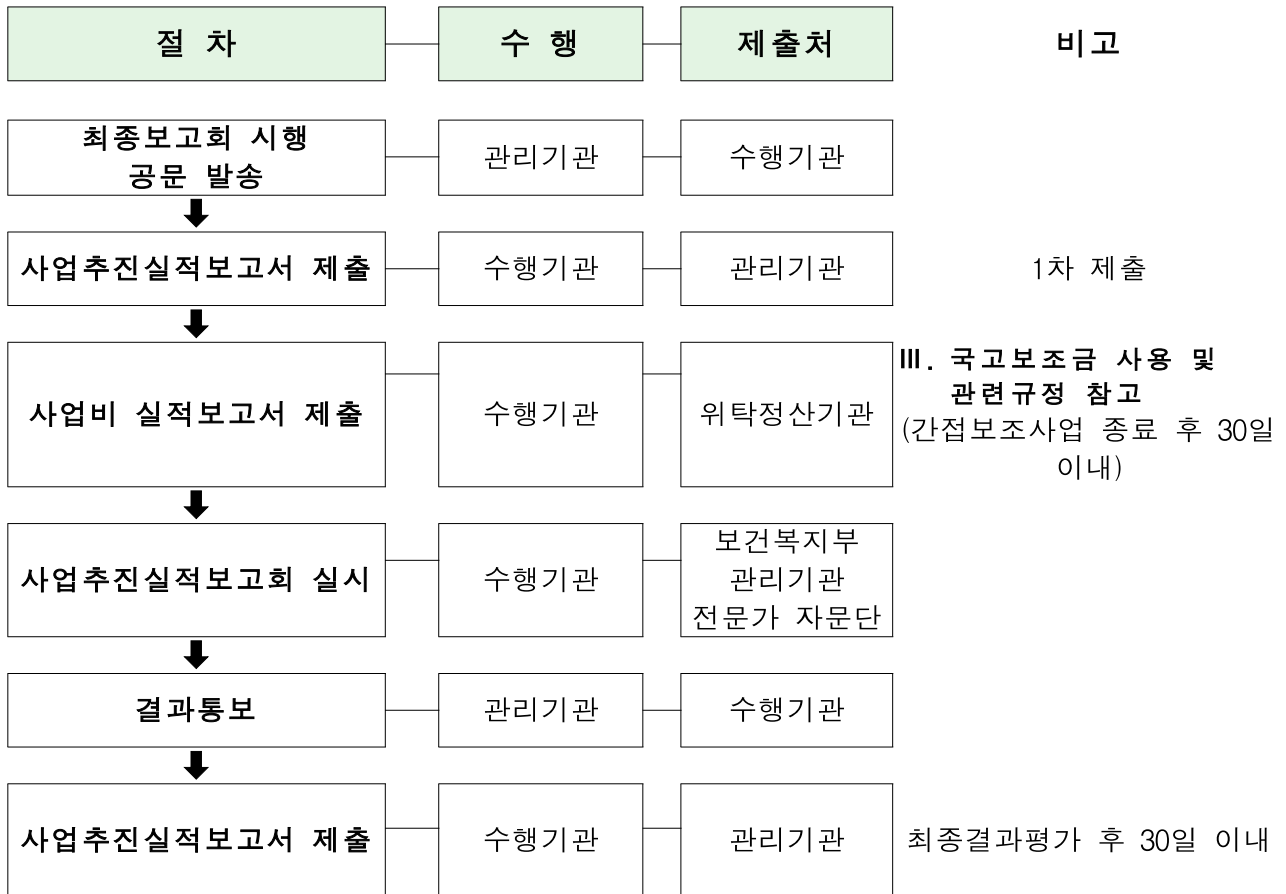 절 차 수 행 제출처 비고
최종보고회 시행
공문 발송
관리기관 수행기관
사업추진실적보고서 제출 수행기관 관리기관 1차 제출
사업비 실적보고서 제출 수행기관 위탁정산기관
Ⅲ. 국고보조금 사용 및
관련규정 참고
(간접보조사업 종료 후 30일
이내)
사업추진실적보고회 실시 수행기관
보건복지부
관리기관
전문가 자문단
결과통보 관리기관 수행기관
사업추진실적보고서 제출 수행기관 관리기관 최종결과평가 후 30일 이내